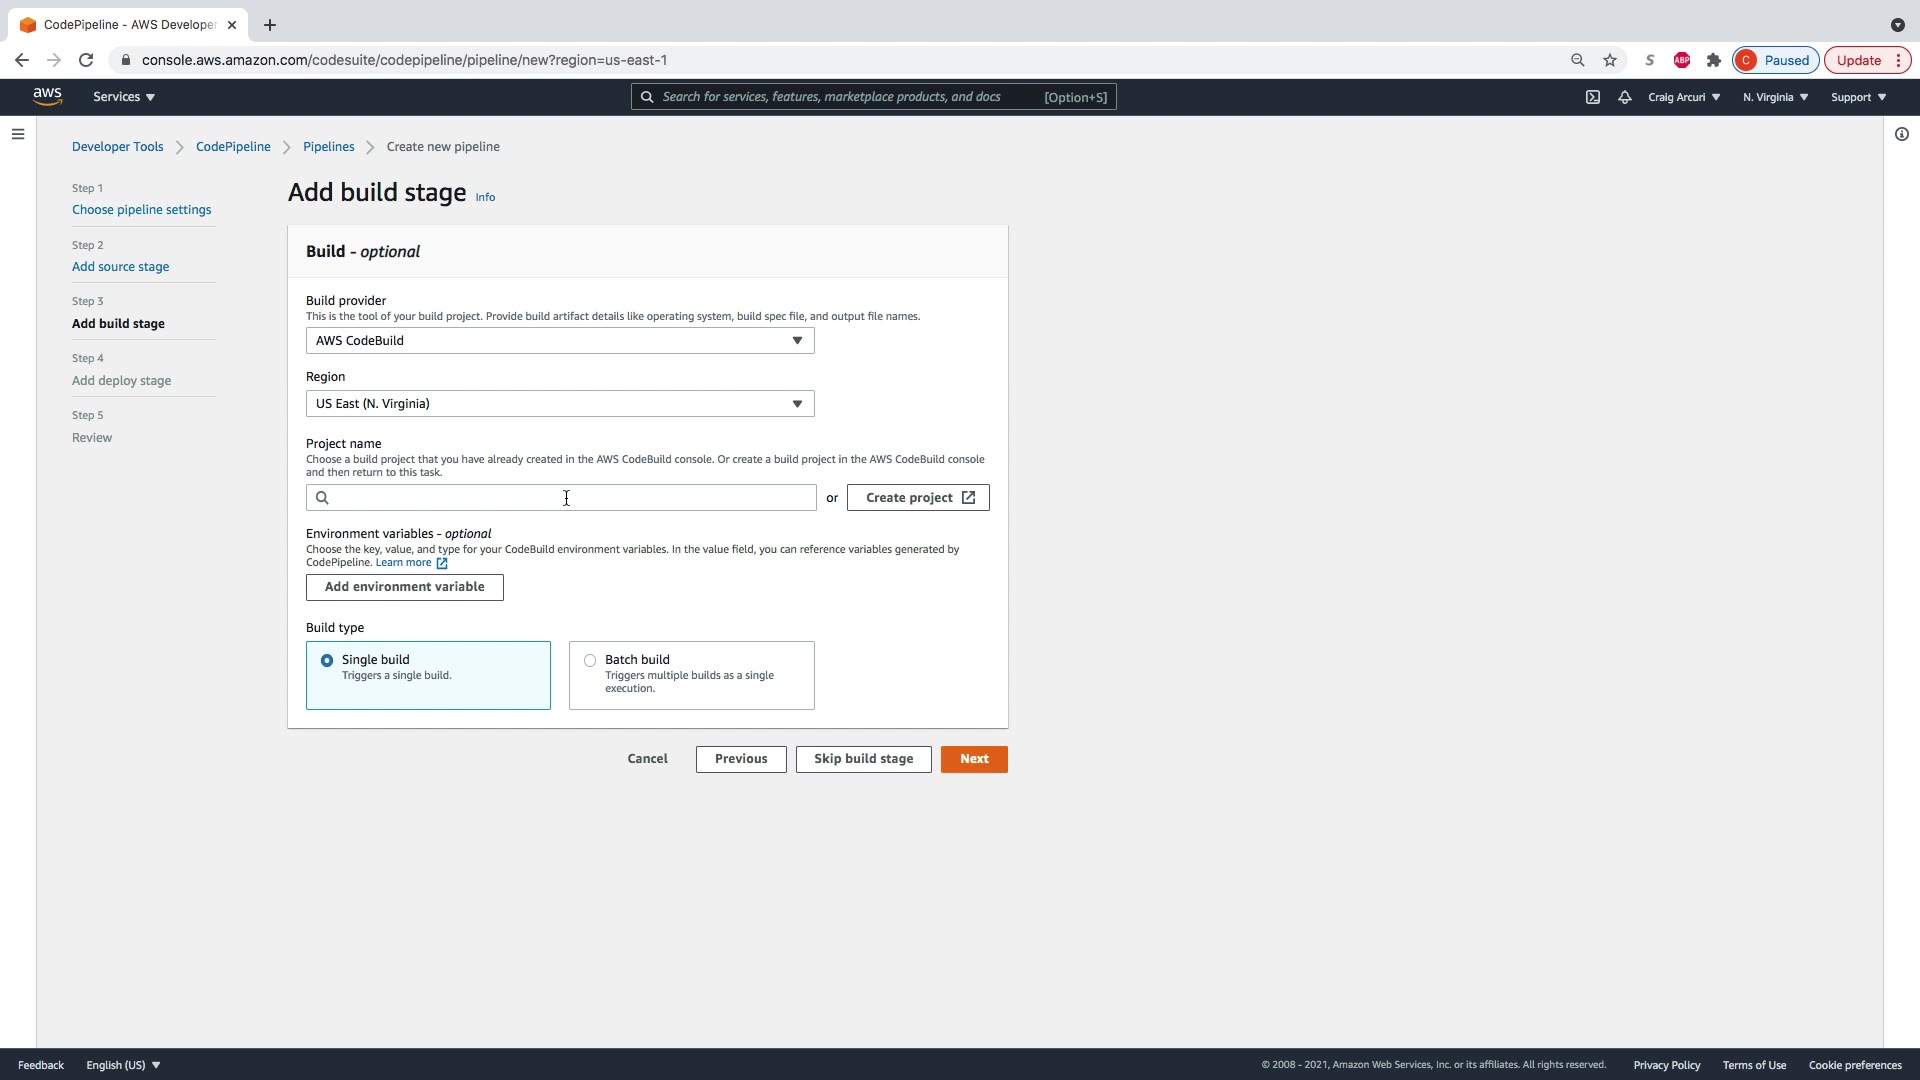 CodePipeline - AWS Developer
console.aws.amazon.com/codesuite/codepipeline/pipeline/new?region=us-east-1
S
ABP
C Paused
Update
aws
Services
Search for services, features, marketplace products, and docs [Option+S]
Craig Arcuri
N. Virginia
Support
Developer Tools
CodePipeline
Pipelines
Create new pipeline
Step 1
Choose pipeline settings
Step 2
Add source stage
Step 3
Add build stage
Step 4
Add deploy stage
Step 5
Review
Add build stage Info
Build - optional
Build provider
This is the tool of your build project. Provide build artifact details like operating system, build spec file, and output file names.
AWS CodeBuild
Region
US East (N. Virginia)
Project name
Choose a build project that you have already created in the AWS CodeBuild console. Or create a build project in the AWS CodeBuild console
and then return to this task.
or Create project
Environment variables - optional
Choose the key, value, and type for your CodeBuild environment variables. In the value field, you can reference variables generated by
CodePipeline. Learn more
Add environment variable
Build type
Single build
Triggers a single build.
Batch build
Triggers multiple builds as a single
execution.
Cancel
Previous
Skip build stage
Next
Feedback
English (US)
© 2008 - 2021, Amazon Web Services, Inc. or its affiliates. All rights reserved.
Privacy Policy
Terms of Use
Cookie preferences